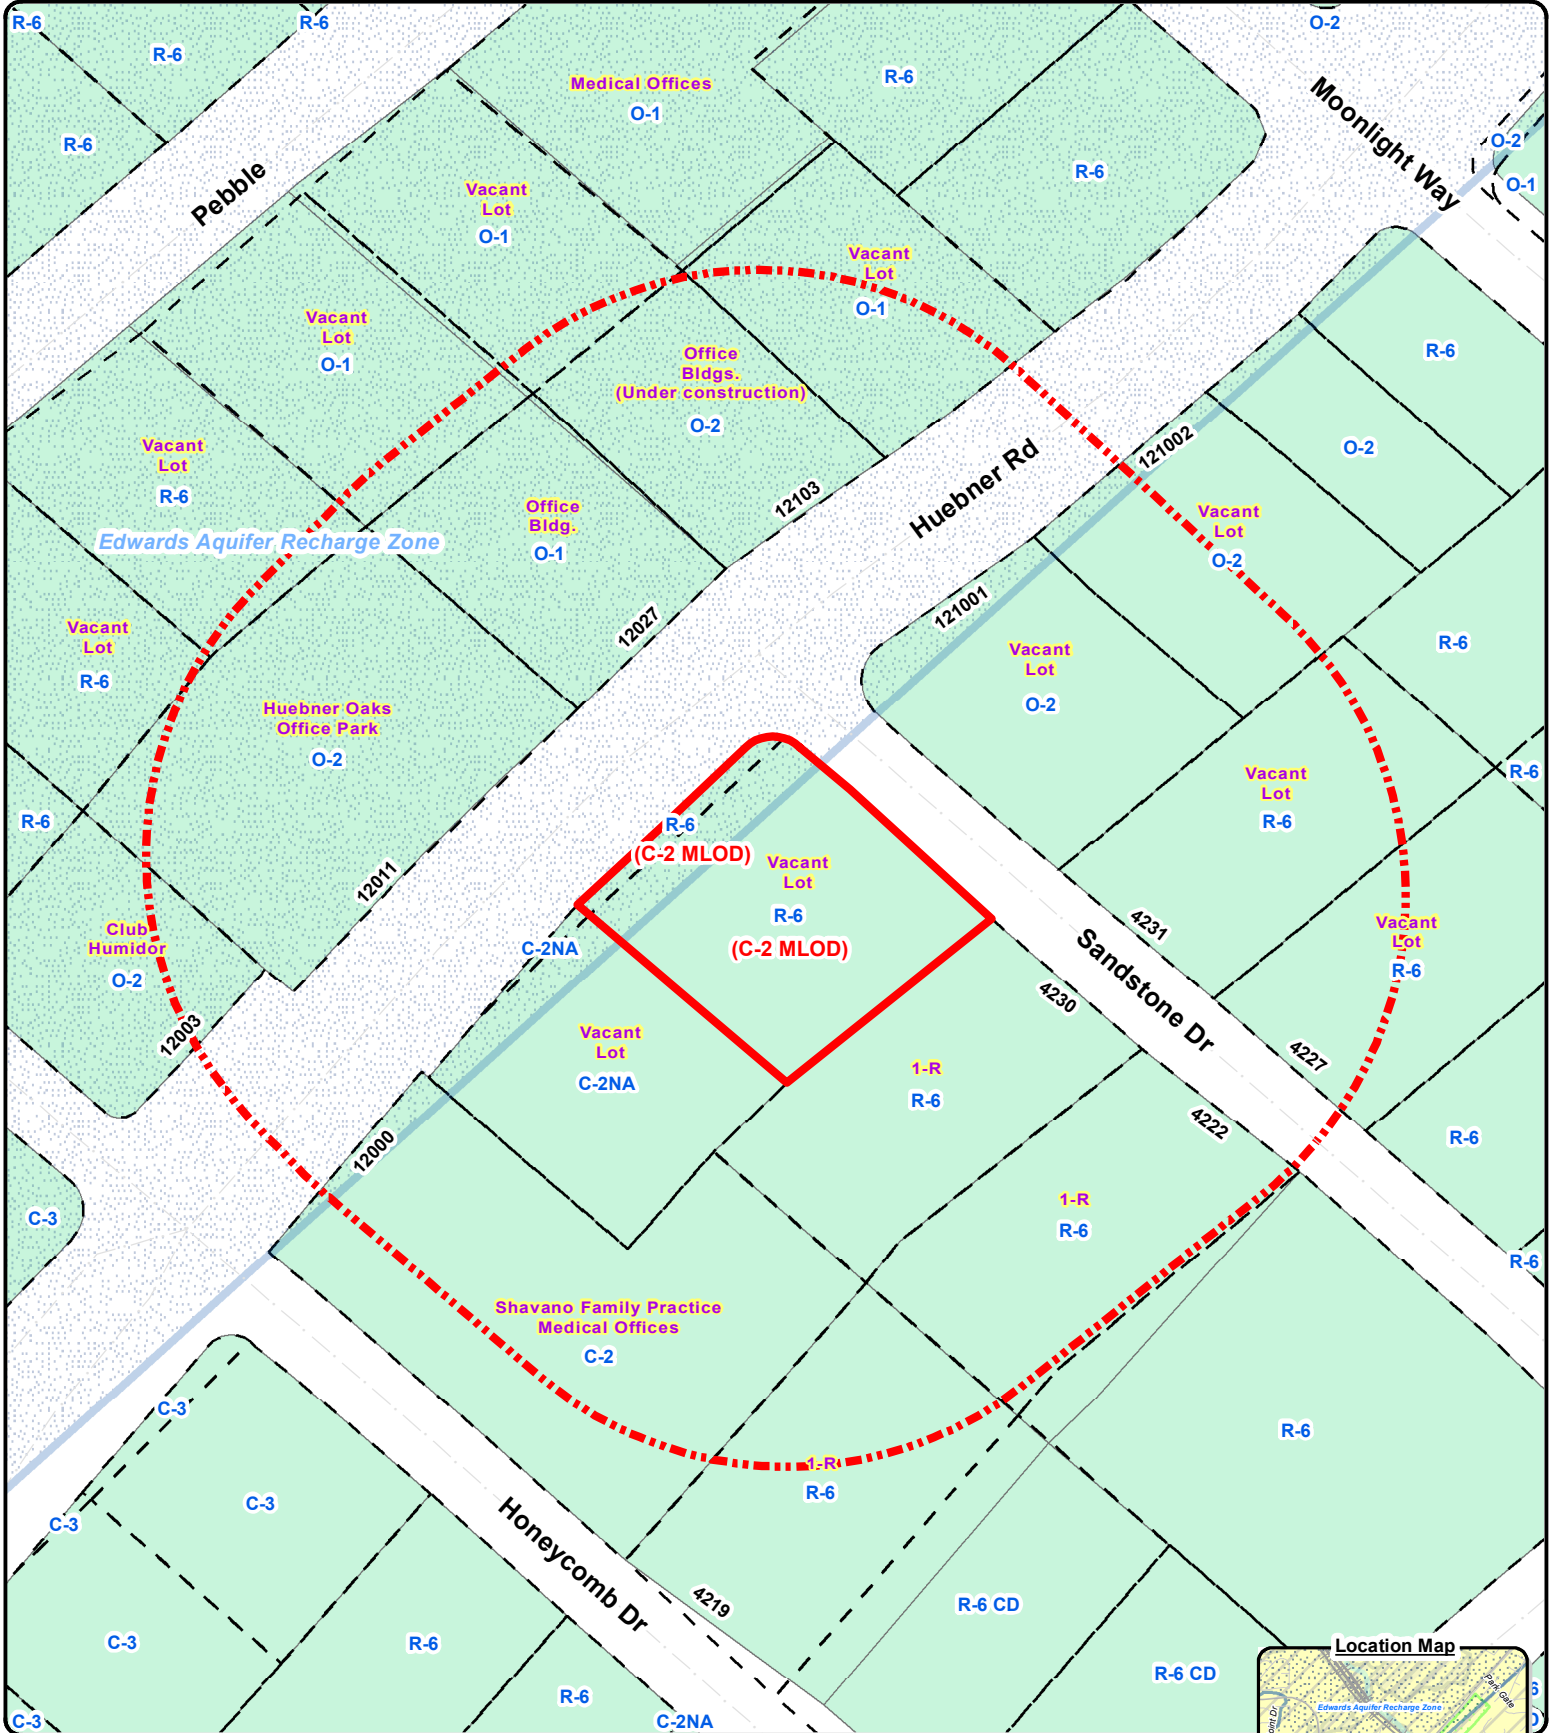 R-6
R-6
O-2
R-6
Medical Offices
O-1
R-6
Moonlight Way
R-6
O-2
R-6
O-1
Pebble
Vacant
Lot
O-1
Vacant
Lot
O-1
Vacant
Lot
O-1
R-6
Office
Bldgs.
(Under construction)
O-2
Vacant
Lot
R-6
O-2
121002
Huebner Rd
12103
Edwards Aquifer Recharge Zone
Office
Bldg.
O-1
Vacant
Lot
O-2
121001
12027
Vacant
Lot
R-6
Vacant
Lot
O-2
R-6
Huebner Oaks
Office Park
O-2
R-6
Vacant
Lot
R-6
R-6
R-6
(C-2 MLOD)
Vacant
Lot
R-6
(C-2 MLOD)
12011
Club
Humidor
O-2
C-2NA
4231
Vacant
Lot
R-6
Sandstone Dr
4230
12003
Vacant
Lot
C-2NA
1-R
R-6
4227
4222
R-6
12000
C-3
1-R
R-6
R-6
Shavano Family Practice
Medical Offices
C-2
C-3
R-6
1-R
R-6
C-3
C-3
Honeycomb Dr
4219
R-6 CD
C-3
R-6
Location Map
R-6 CD
Park Gate
Edwards Aquifer Recharge Zone
oint Dr
6
R-6
C-3
C-2NA